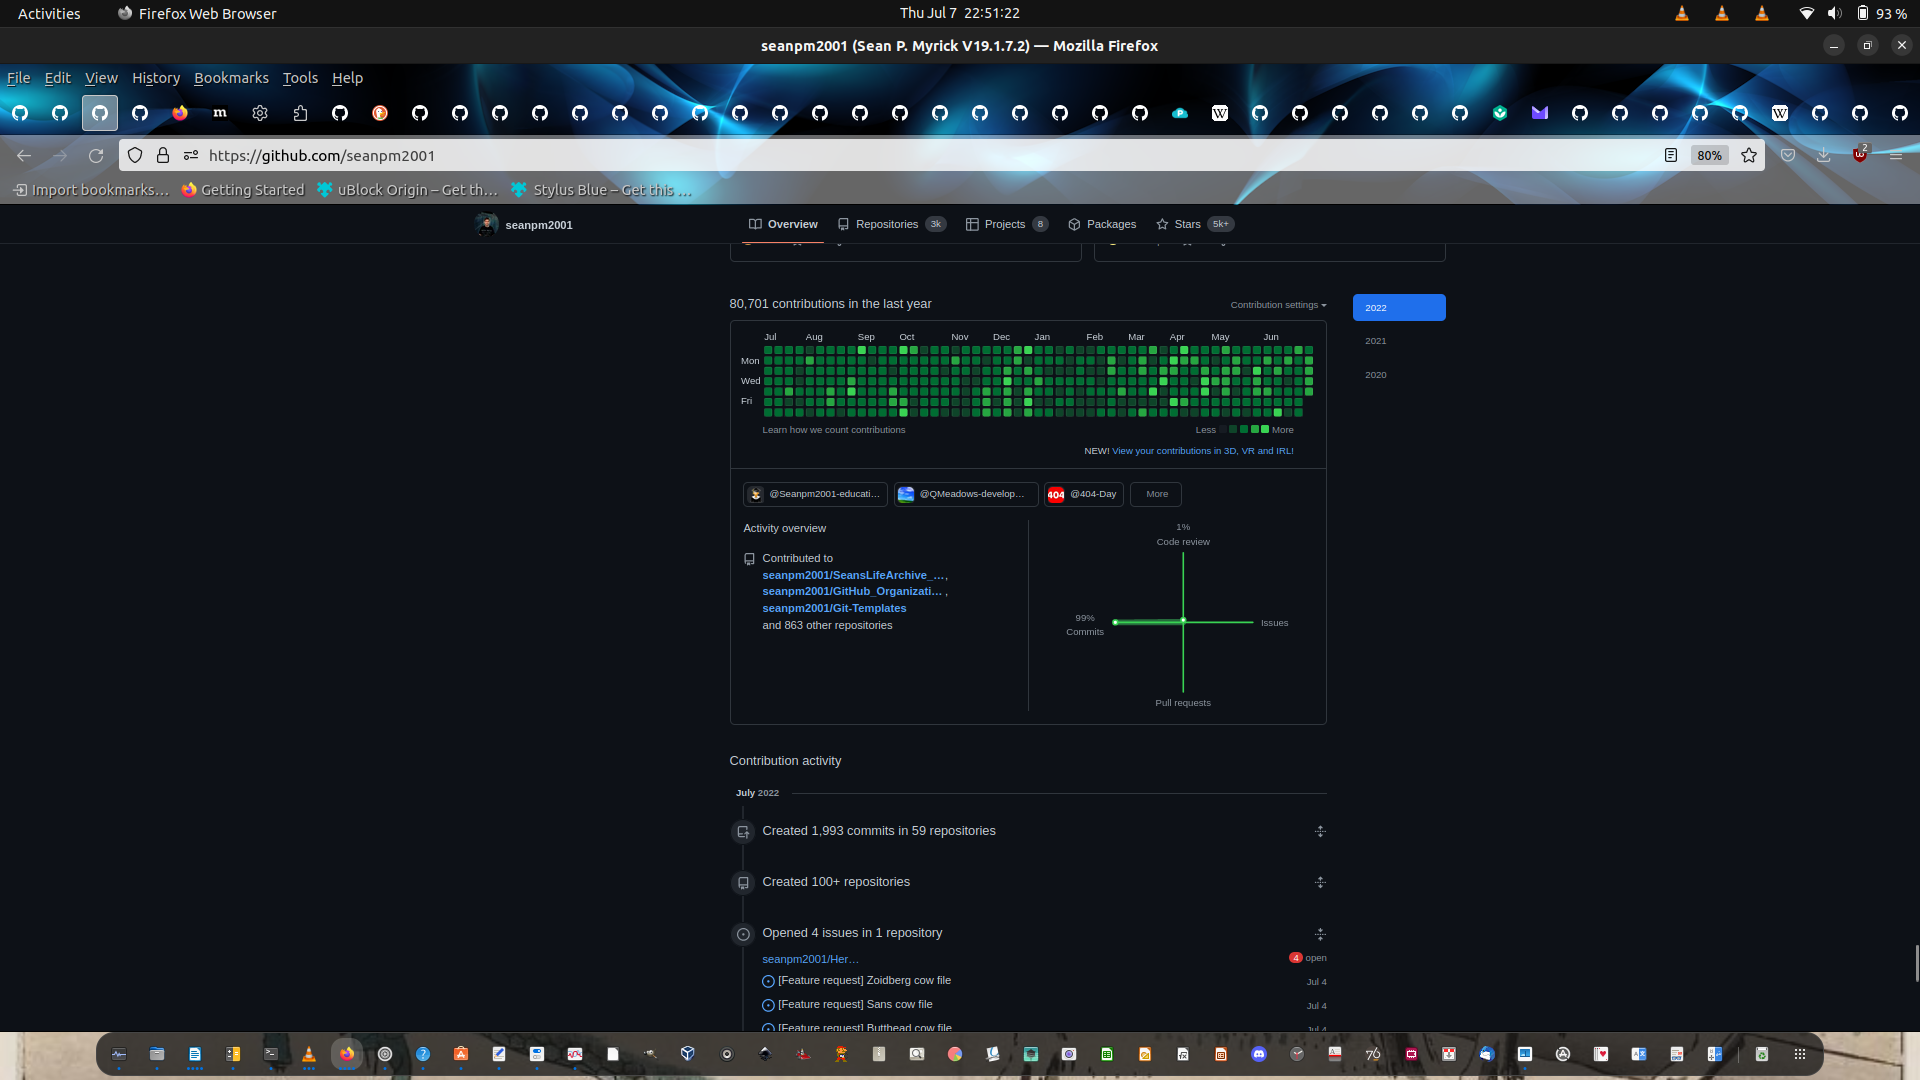 Activities Firefox Web Browser Thu Jul 7 22:51:22 93 %
seanpm2001 (Sean P. Myrick V19.1.7.2) — Mozilla Firefox
File Edit View History Bookmarks Tools Help
https://github.com/seanpm2001 80% 2
Import bookmarks... Getting Started uBlock Origin – Get th... Stylus Blue – Get this ...
seanpm2001 Overview Repositories 3k Projects 8 Packages Stars 5k+
80,701 contributions in the last year Contribution settings 2022
Jul Aug Sep Oct Nov Dec Jan Feb Mar Apr May Jun
2021
Mon
2020
Wed
Fri
Learn how we count contributions Less More
NEW! View your contributions in 3D, VR and IRL!
@Seanpm2001-educati... @QMeadows-develop... 404 @404-Day More
Activity overview
1%
Code review
Contributed to
seanpm2001/SeansLifeArchive_...,
seanpm2001/GitHub_Organizati... ,
seanpm2001/Git-Templates
and 863 other repositories
99%
Commits
Issues
Pull requests
Contribution activity
July 2022
Created 1,993 commits in 59 repositories
Created 100+ repositories
Opened 4 issues in 1 repository
seanpm2001/Her... 4 open
[Feature request] Zoidberg cow file Jul 4
[Feature request] Sans cow file Jul 4
[Feature request] Butthead cow file Jul 4